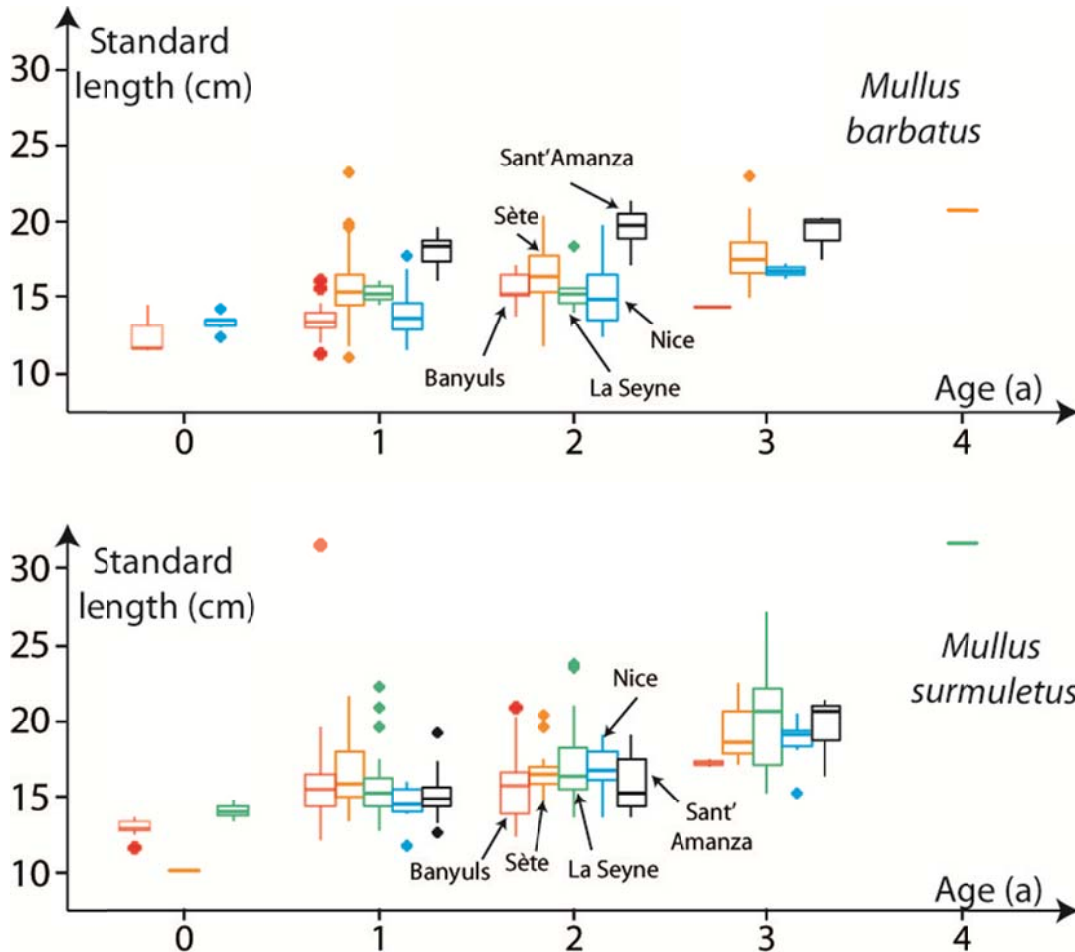 Standard
length (cm)
30
25
20
15
10
Mullus
barbatus
Sant'Amanza
Sète
Banyuls
La Seyne
Nice
Age (a)
0 1 2 3 4
Standard
length (cm)
30
25
20
15
10
Mullus
surmuletus
Nice
Banyuls
Sète
La Seyne
Sant'
Amanza
Age (a)
0 1 2 3 4